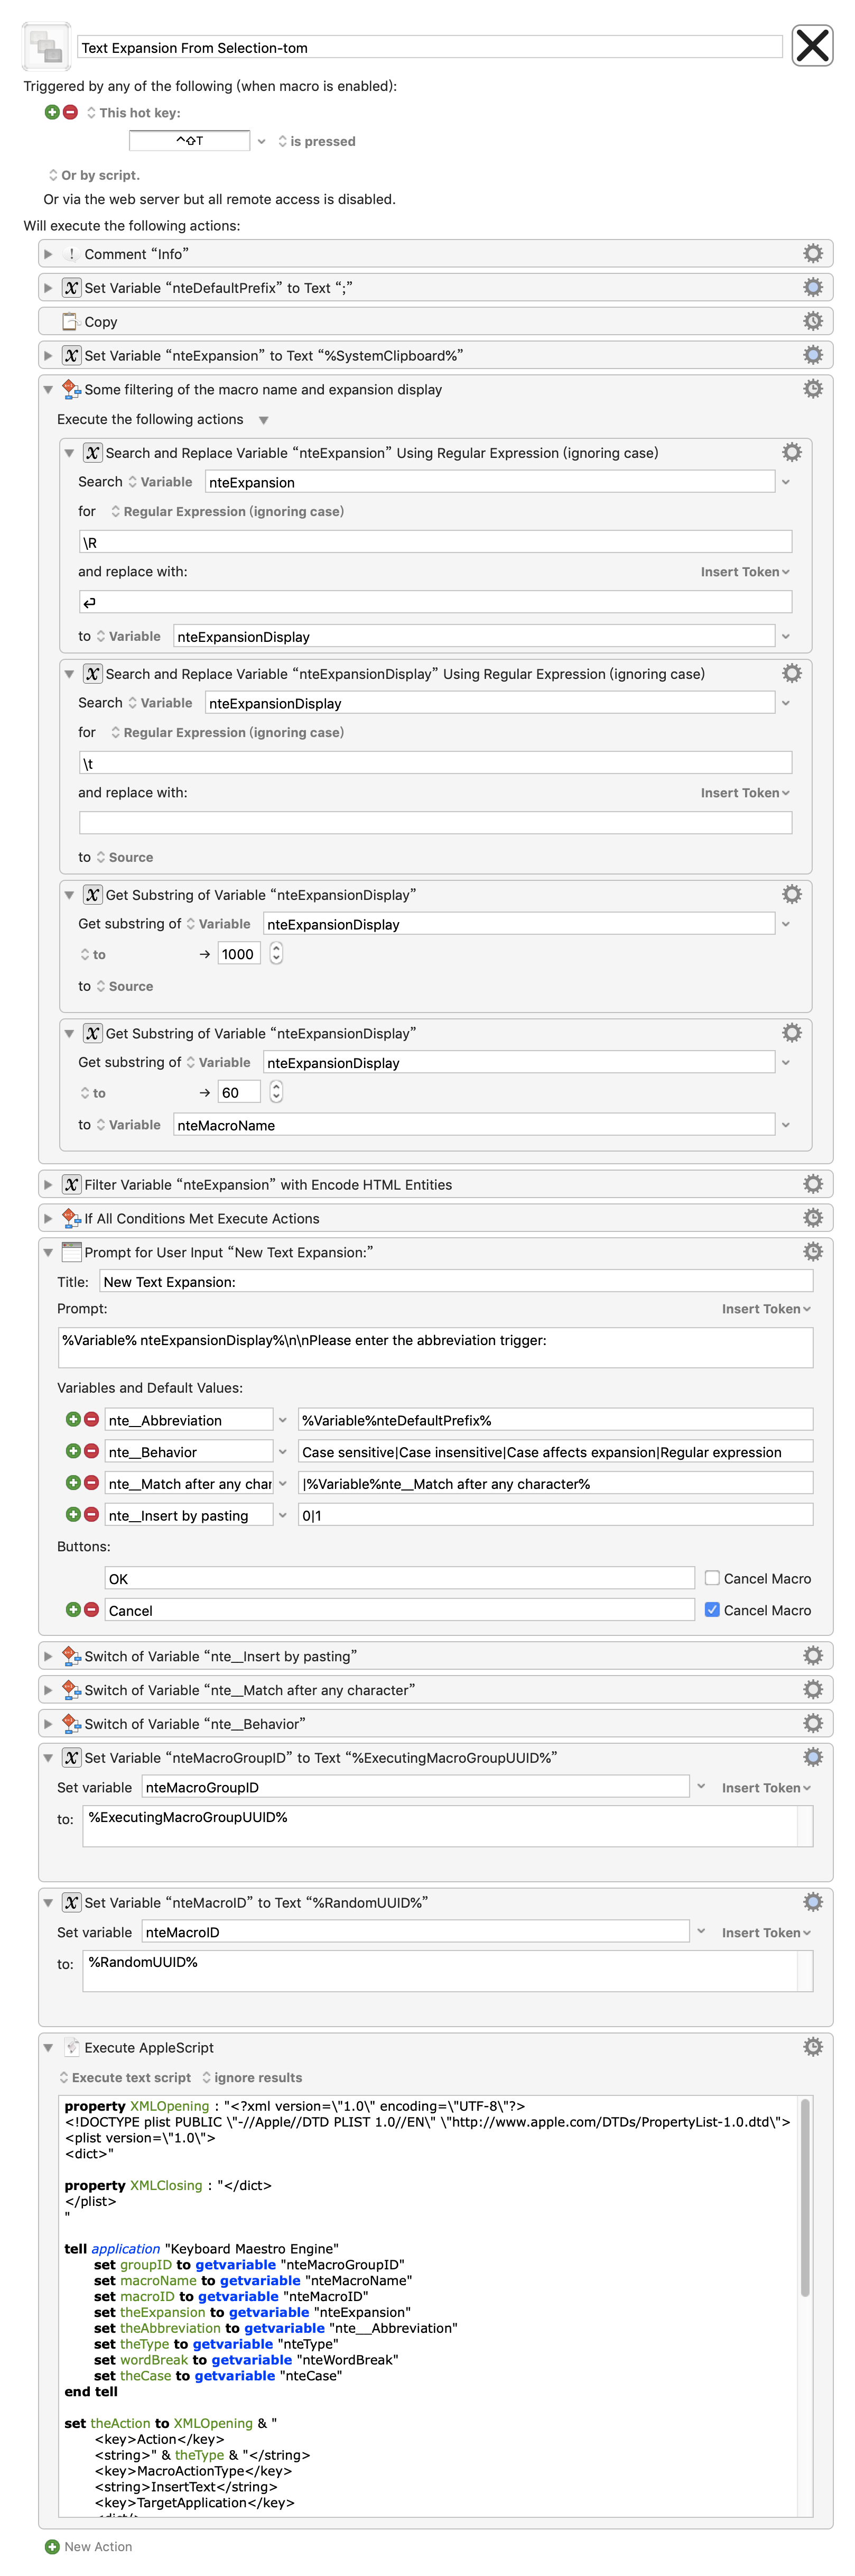 Text Expansion From Selection-tom
Triggered by any of the following (when macro is enabled):
This hot key:
^⇧T
is pressed
Or by script.
Or via the web server but all remote access is disabled.
Will execute the following actions:
Comment “Info”
Set Variable “nteDefaultPrefix” to Text “;”
Copy
Set Variable “nteExpansion” to Text “%SystemClipboard%”
Some filtering of the macro name and expansion display
Execute the following actions
Search and Replace Variable “nteExpansion” Using Regular Expression (ignoring case)
Search Variable nteExpansion
for Regular Expression (ignoring case)
\R
and replace with: Insert Token
↩
to Variable nteExpansionDisplay
Search and Replace Variable “nteExpansionDisplay” Using Regular Expression (ignoring case)
Search Variable nteExpansionDisplay
for Regular Expression (ignoring case)
\t
and replace with: Insert Token
to Source
Get Substring of Variable “nteExpansionDisplay”
Get substring of Variable nteExpansionDisplay
to → 1000
to Source
Get Substring of Variable “nteExpansionDisplay”
Get substring of Variable nteExpansionDisplay
to → 60
to Variable nteMacroName
Filter Variable “nteExpansion” with Encode HTML Entities
If All Conditions Met Execute Actions
Prompt for User Input “New Text Expansion:”
Title: New Text Expansion:
Prompt: Insert Token
%Variable% nteExpansionDisplay%\n\nPlease enter the abbreviation trigger:
Variables and Default Values:
nte__Abbreviation %Variable%nteDefaultPrefix%
nte__Behavior Case sensitive|Case insensitive|Case affects expansion|Regular expression
nte__Match after any char |%Variable%nte__Match after any character%
nte__Insert by pasting 0|1
Buttons:
OK Cancel Macro
Cancel Cancel Macro
Switch of Variable “nte__Insert by pasting”
Switch of Variable “nte__Match after any character”
Switch of Variable “nte__Behavior”
Set Variable “nteMacroGroupID” to Text “%ExecutingMacroGroupUUID%”
Set variable nteMacroGroupID Insert Token
to: %ExecutingMacroGroupUUID%
Set Variable “nteMacroID” to Text “%RandomUUID%”
Set variable nteMacroID Insert Token
to: %RandomUUID%
Execute AppleScript
Execute text script ignore results
property XMLOpening : "<?xml version=\"1.0\" encoding=\"UTF-8\"?>
<!DOCTYPE plist PUBLIC \"-//Apple//DTD PLIST 1.0//EN\" \"http://www.apple.com/DTDs/PropertyList-1.0.dtd\">
<plist version=\"1.0\">
<dict>"
property XMLClosing : "</dict>
</plist>
"
tell application "Keyboard Maestro Engine"
set groupID to getvariable "nteMacroGroupID"
set macroName to getvariable "nteMacroName"
set macroID to getvariable "nteMacroID"
set theExpansion to getvariable "nteExpansion"
set theAbbreviation to getvariable "nte__Abbreviation"
set theType to getvariable "nteType"
set wordBreak to getvariable "nteWordBreak"
set theCase to getvariable "nteCase"
end tell
set theAction to XMLOpening & "
<key>Action</key>
<string>" & theType & "</string>
<key>MacroActionType</key>
<string>InsertText</string>
<key>TargetApplication</key>
<dict/>
New Action